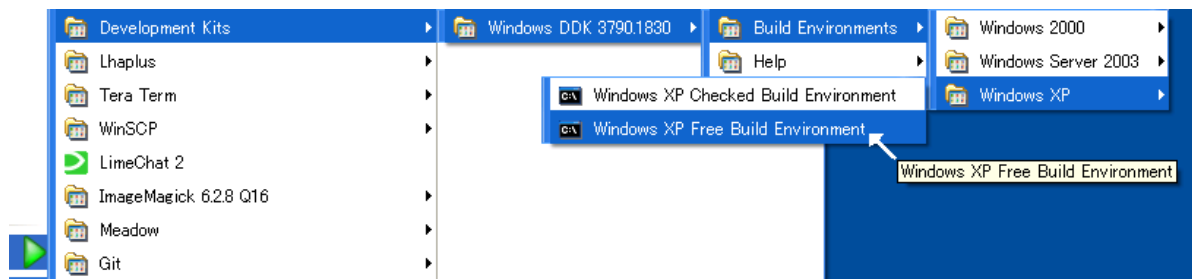 Development Kits
Windows DDK 3790.1830
Build Environments
Windows 2000
Lhaplus
Help
Windows Server 2003
Tera Term
C:\ Windows XP Checked Build Environment
Windows XP
WinSCP
C:\ Windows XP Free Build Environment
LimeChat 2
Windows XP Free Build Environment
ImageMagick 6.2.8 Q16
Meadow
Git